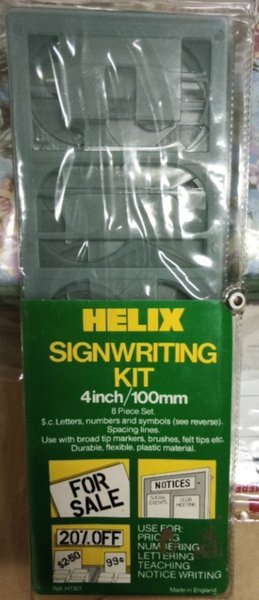 HELIX
SIGNWRITING
KIT
4inch/100mm
8 Piece Set.
$.c. Letters, numbers and symbols (see reverse).
Spacing lines.
Use with broad tip markers, brushes, felt tips etc.
Durable, flexible, plastic material.
FOR
SALE
NOTICES
SOCIAL
EVENTS
CLUB
MEETING
20% OFF
$2.50
99¢
USE FOR:
PRICING
NUMBERING
LETTERING
TEACHING
NOTICE WRITING
Ref. H7301
Made in England